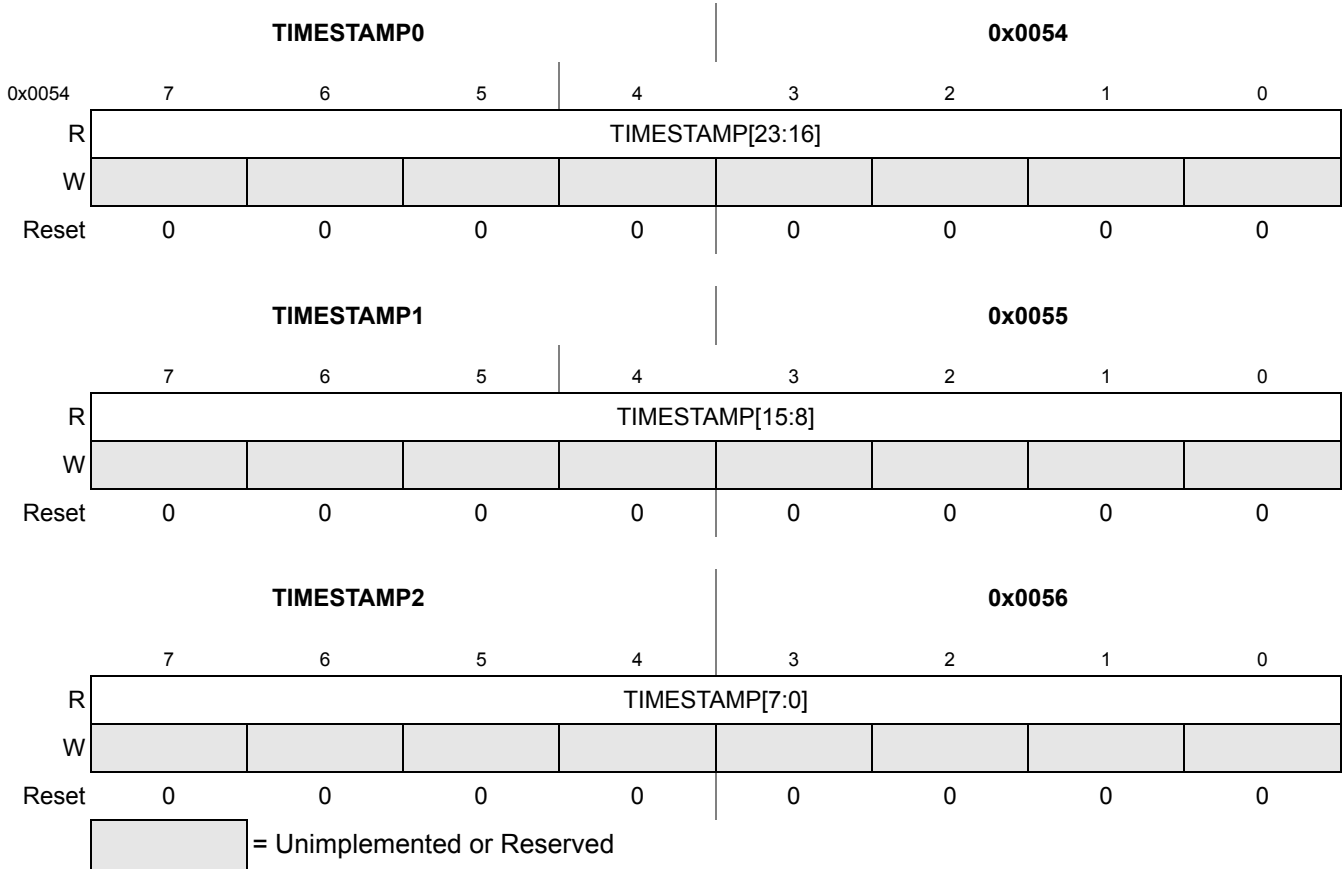 TIMESTAMP0 0x0054
0x0054 7 6 5 4 3 2 1 0
R TIMESTAMP[23:16]
W
Reset 0 0 0 0 0 0 0 0
TIMESTAMP1 0x0055
7 6 5 4 3 2 1 0
R TIMESTAMP[15:8]
W
Reset 0 0 0 0 0 0 0 0
TIMESTAMP2 0x0056
7 6 5 4 3 2 1 0
R TIMESTAMP[7:0]
W
Reset 0 0 0 0 0 0 0 0
= Unimplemented or Reserved